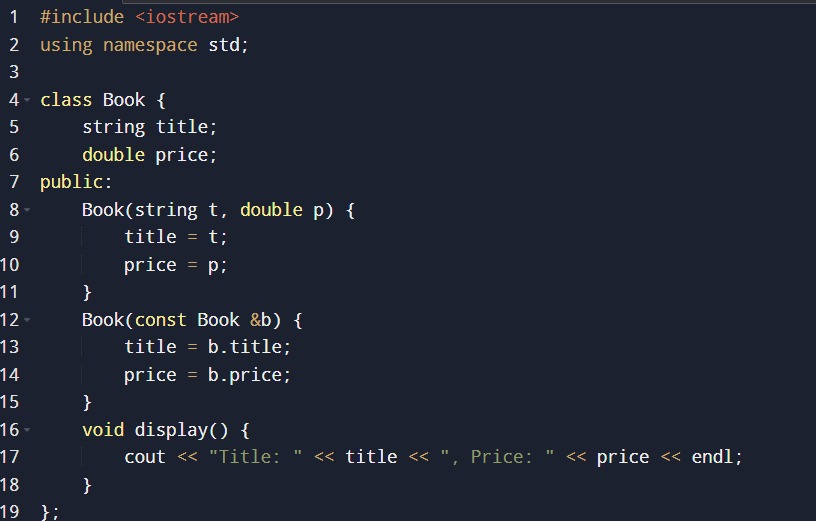 1 #include <iostream>
2 using namespace std;
3
4 class Book {
5     string title;
6     double price;
7 public:
8     Book(string t, double p) {
9         title = t;
10         price = p;
11     }
12     Book(const Book &b) {
13         title = b.title;
14         price = b.price;
15     }
16     void display() {
17         cout << "Title: " << title << ", Price: " << price << endl;
18     }
19 };